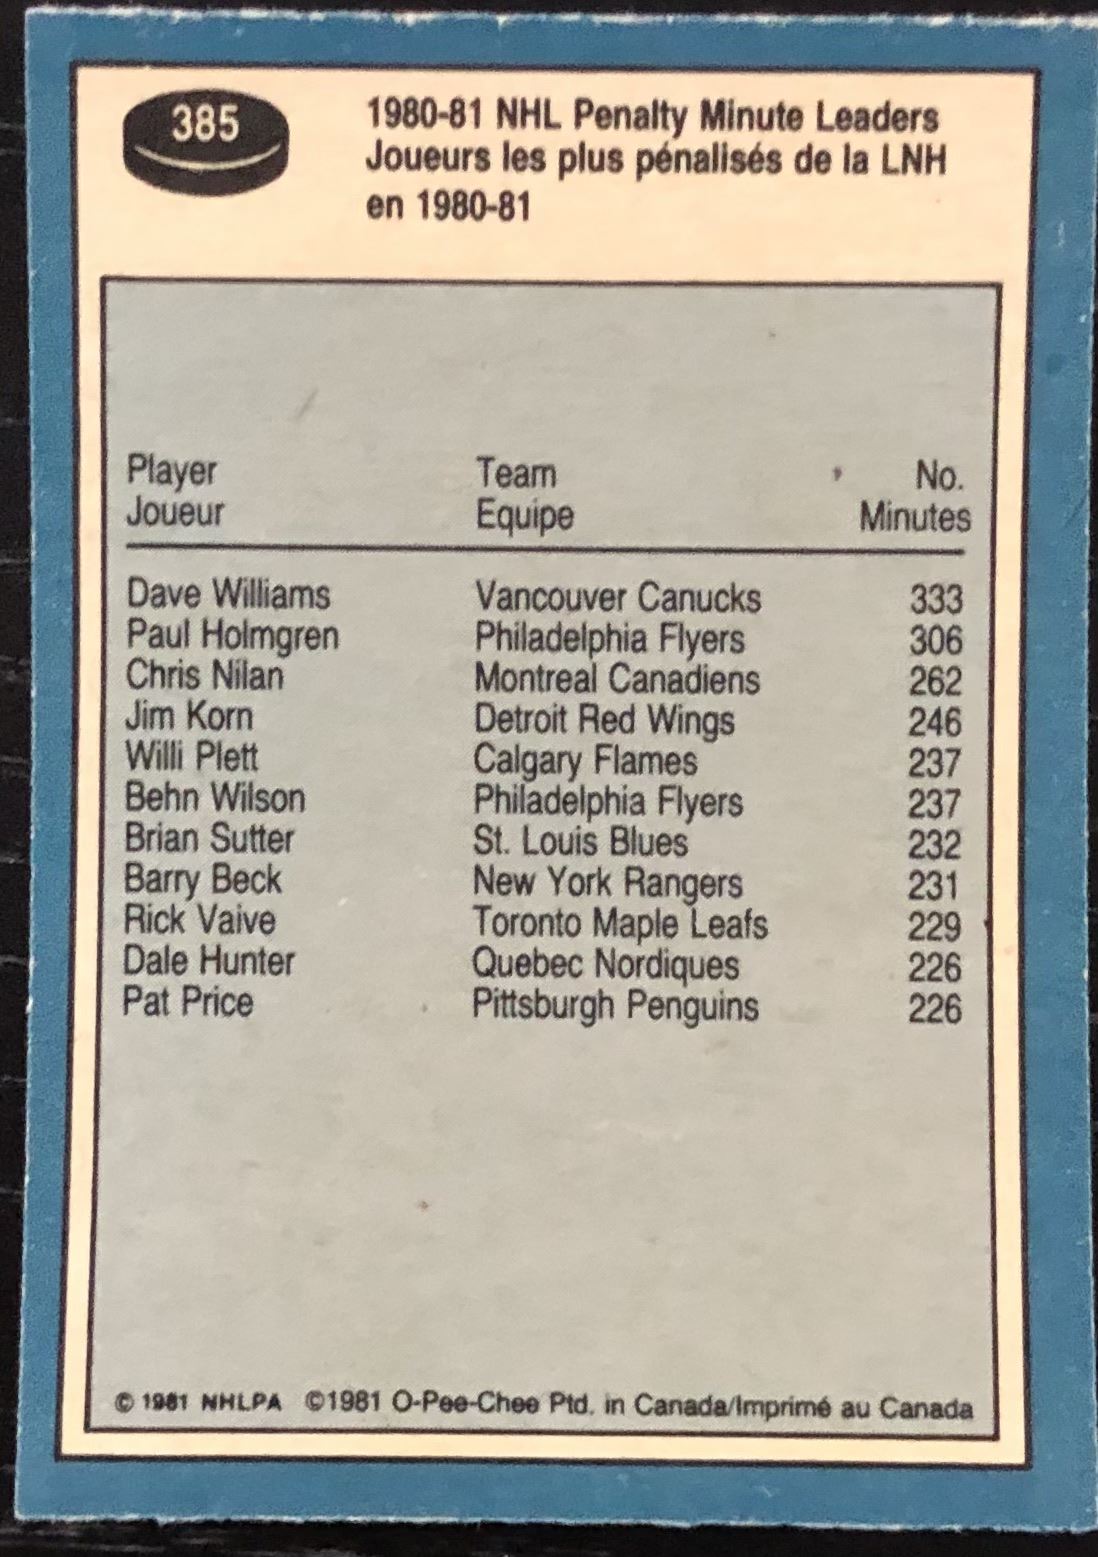 385
1980-81 NHL Penalty Minute Leaders
Joueurs les plus pénalisés de la LNH
en 1980-81
Player Team No.
Joueur Equipe Minutes
Dave Williams Vancouver Canucks 333
Paul Holmgren Philadelphia Flyers 306
Chris Nilan Montreal Canadiens 262
Jim Korn Detroit Red Wings 246
Willi Plett Calgary Flames 237
Behn Wilson Philadelphia Flyers 237
Brian Sutter St. Louis Blues 232
Barry Beck New York Rangers 231
Rick Vaive Toronto Maple Leafs 229
Dale Hunter Quebec Nordiques 226
Pat Price Pittsburgh Penguins 226
© 1981 NHLPA ©1981 O-Pee-Chee Ptd. in Canada/Imprimé au Canada